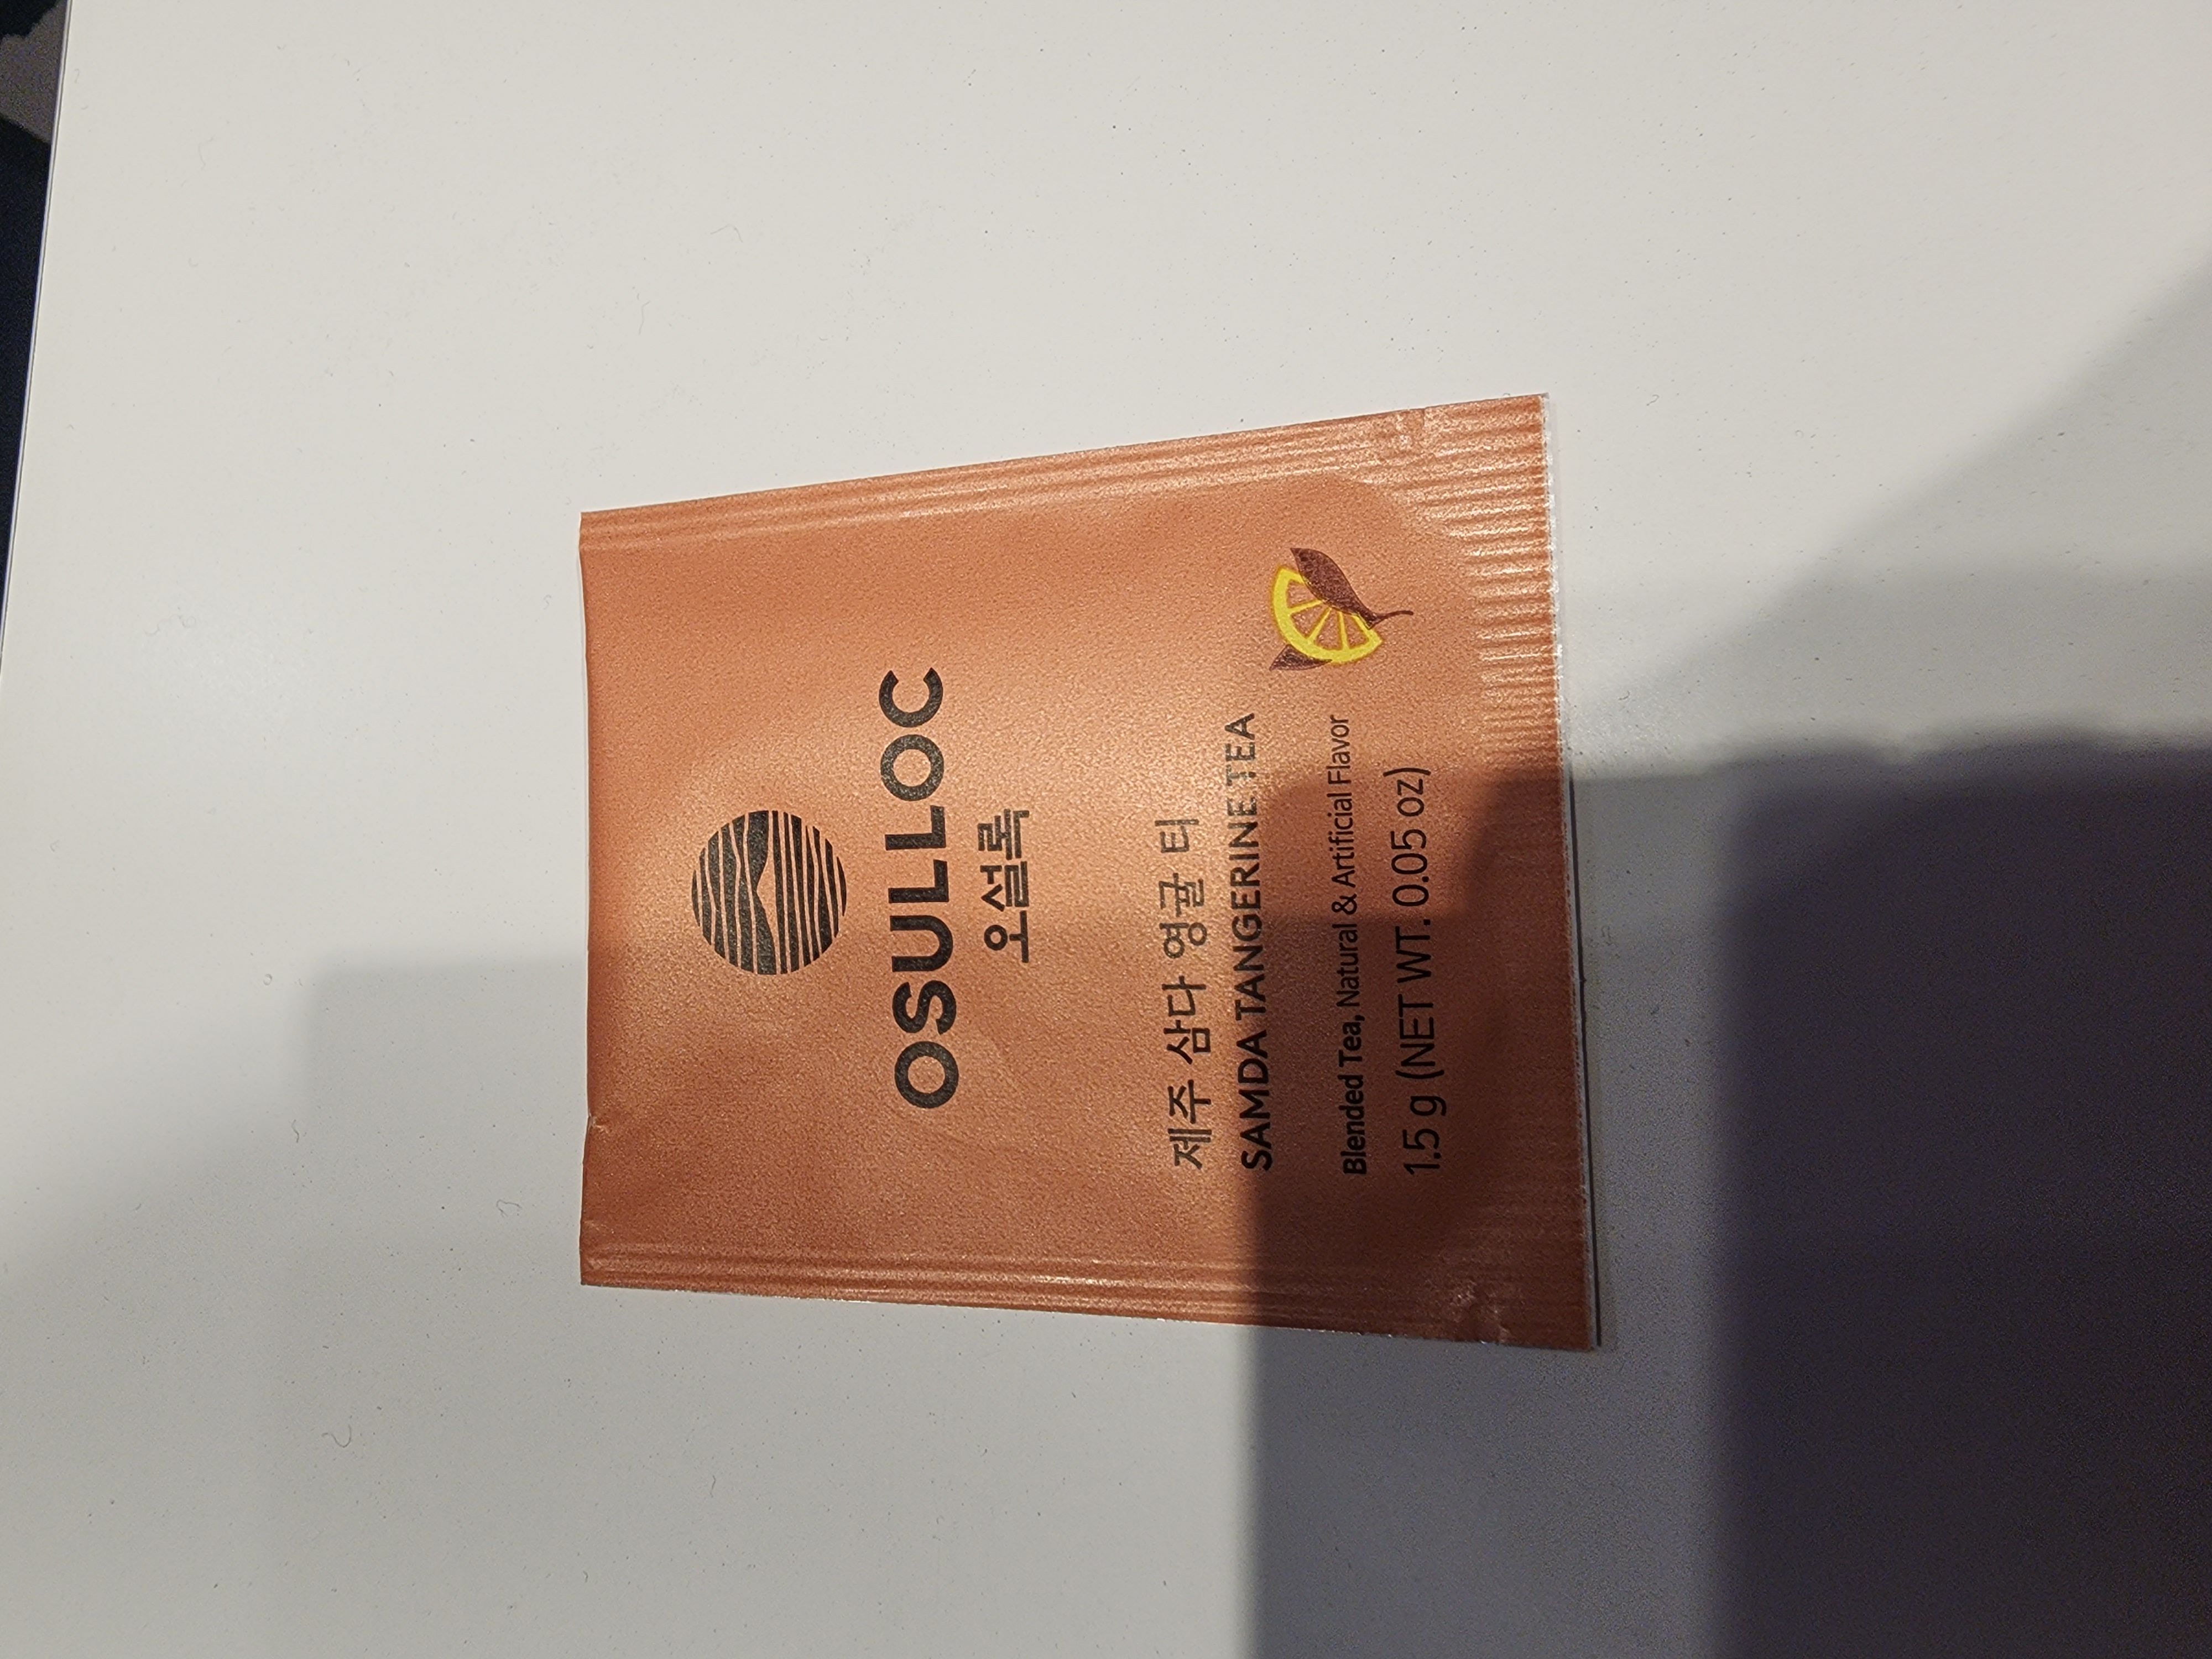 OSULLOC
오설록
제주 삼다 영귤 티
SAMDA TANGERINE TEA
Blended Tea, Natural & Artificial Flavor
1.5 g (NET WT. 0.05 oz)